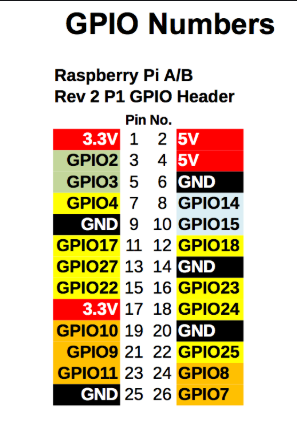 GPIO Numbers
Raspberry Pi A/B
Rev 2 P1 GPIO Header
Pin No.
3.3V 1 2 5V
GPIO2 3 4 5V
GPIO3 5 6 GND
GPIO4 7 8 GPIO14
GND 9 10 GPIO15
GPIO17 11 12 GPIO18
GPIO27 13 14 GND
GPIO22 15 16 GPIO23
3.3V 17 18 GPIO24
GPIO10 19 20 GND
GPIO9 21 22 GPIO25
GPIO11 23 24 GPIO8
GND 25 26 GPIO7